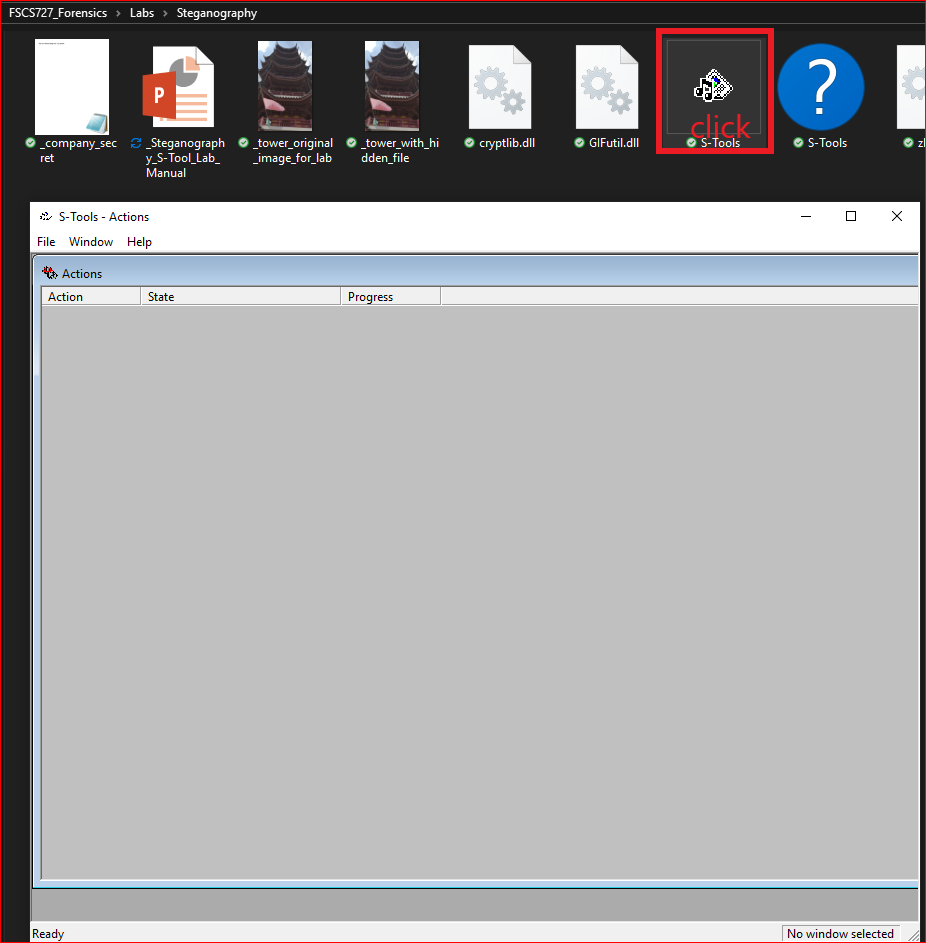 FSCS727_Forensics > Labs > Steganography
_company_sec
ret
_Steganograph
y_S-Tool_Lab_
Manual
_tower_original
_image_for_lab
_tower_with_hi
dden_file
cryptlib.dll
GIFutil.dll
click
S-Tools
S-Tools
zl
S-Tools - Actions
File Window Help
Actions
Action State Progress
Ready
No window selected